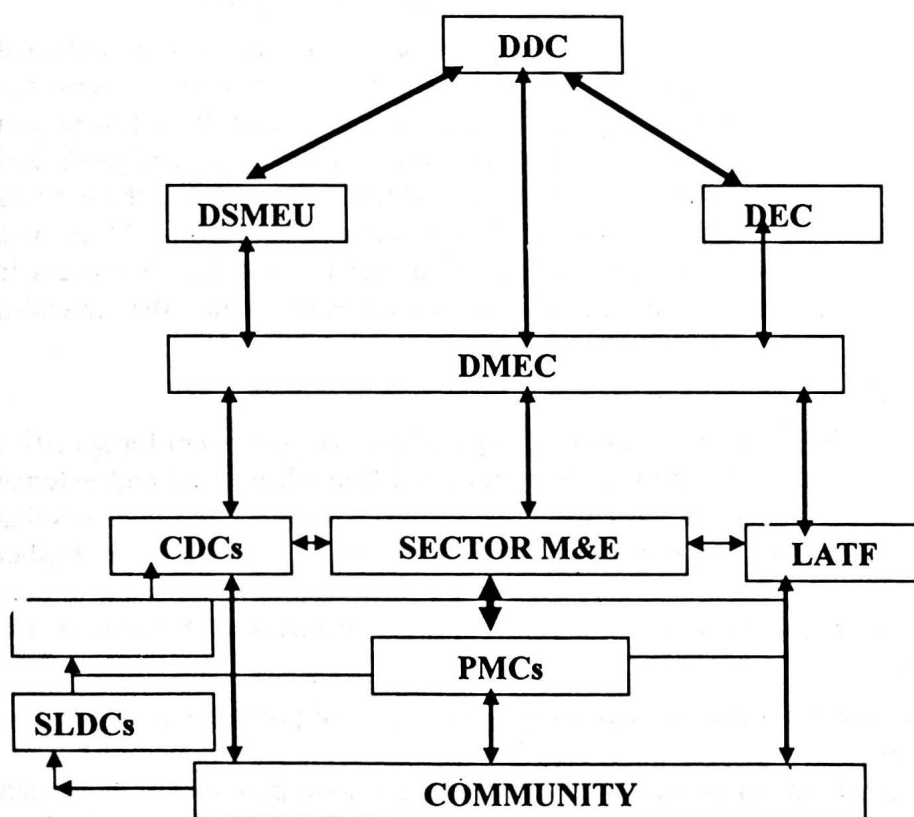 DDC
DSMEU
DEC
DMEC
CDCs
SECTOR M&E
LATF
PMCs
SLDCs
COMMUNITY